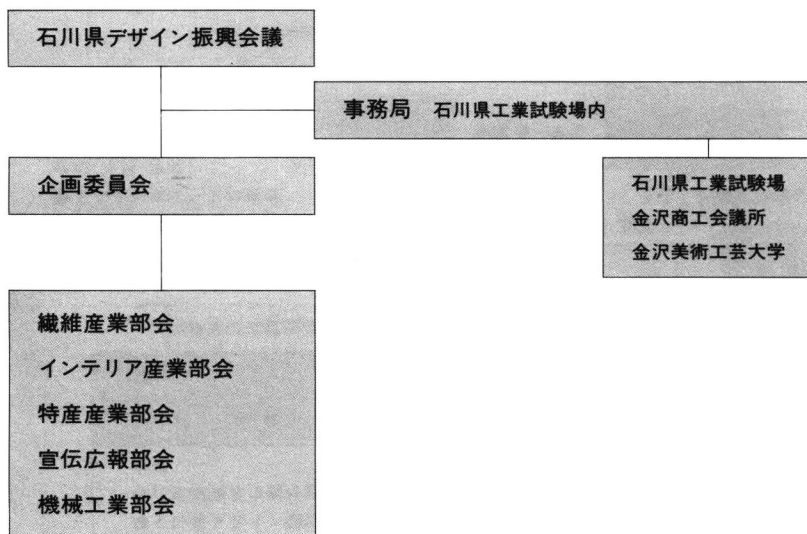 石川県デザイン振興会議
事務局 石川県工業試験場内
企画委員会
石川県工業試験場
金沢商工会議所
金沢美術工芸大学
繊維産業部会
インテリア産業部会
特産産業部会
宣伝広報部会
機械工業部会